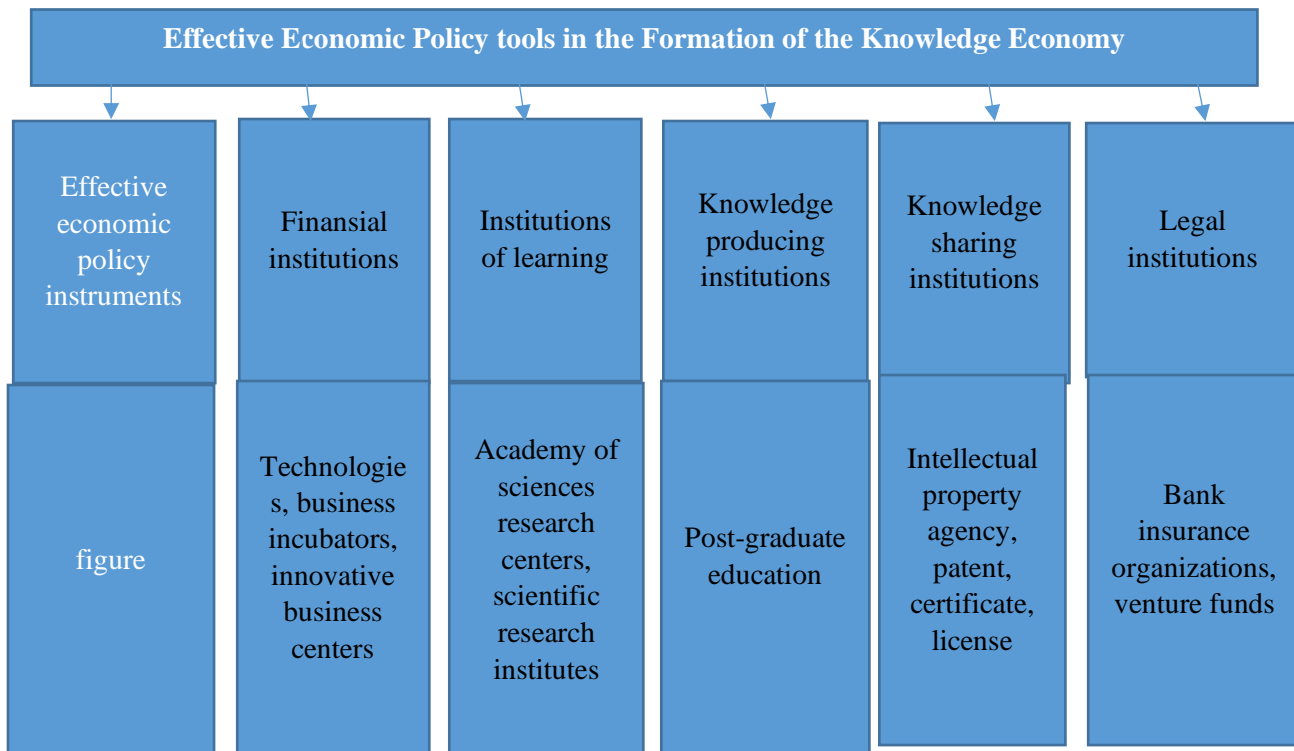 Effective Economic Policy tools in the Formation of the Knowledge Economy
Effective
economic
policy
instruments
Finansial
institutions
Institutions
of learning
Knowledge
producing
institutions
Knowledge
sharing
institutions
Legal
institutions
figure
Technologie
s, business
incubators,
innovative
business
centers
Academy of
sciences
research
centers,
scientific
research
institutes
Post-graduate
education
Intellectual
property
agency,
patent,
certificate,
license
Bank
insurance
organizations,
venture funds